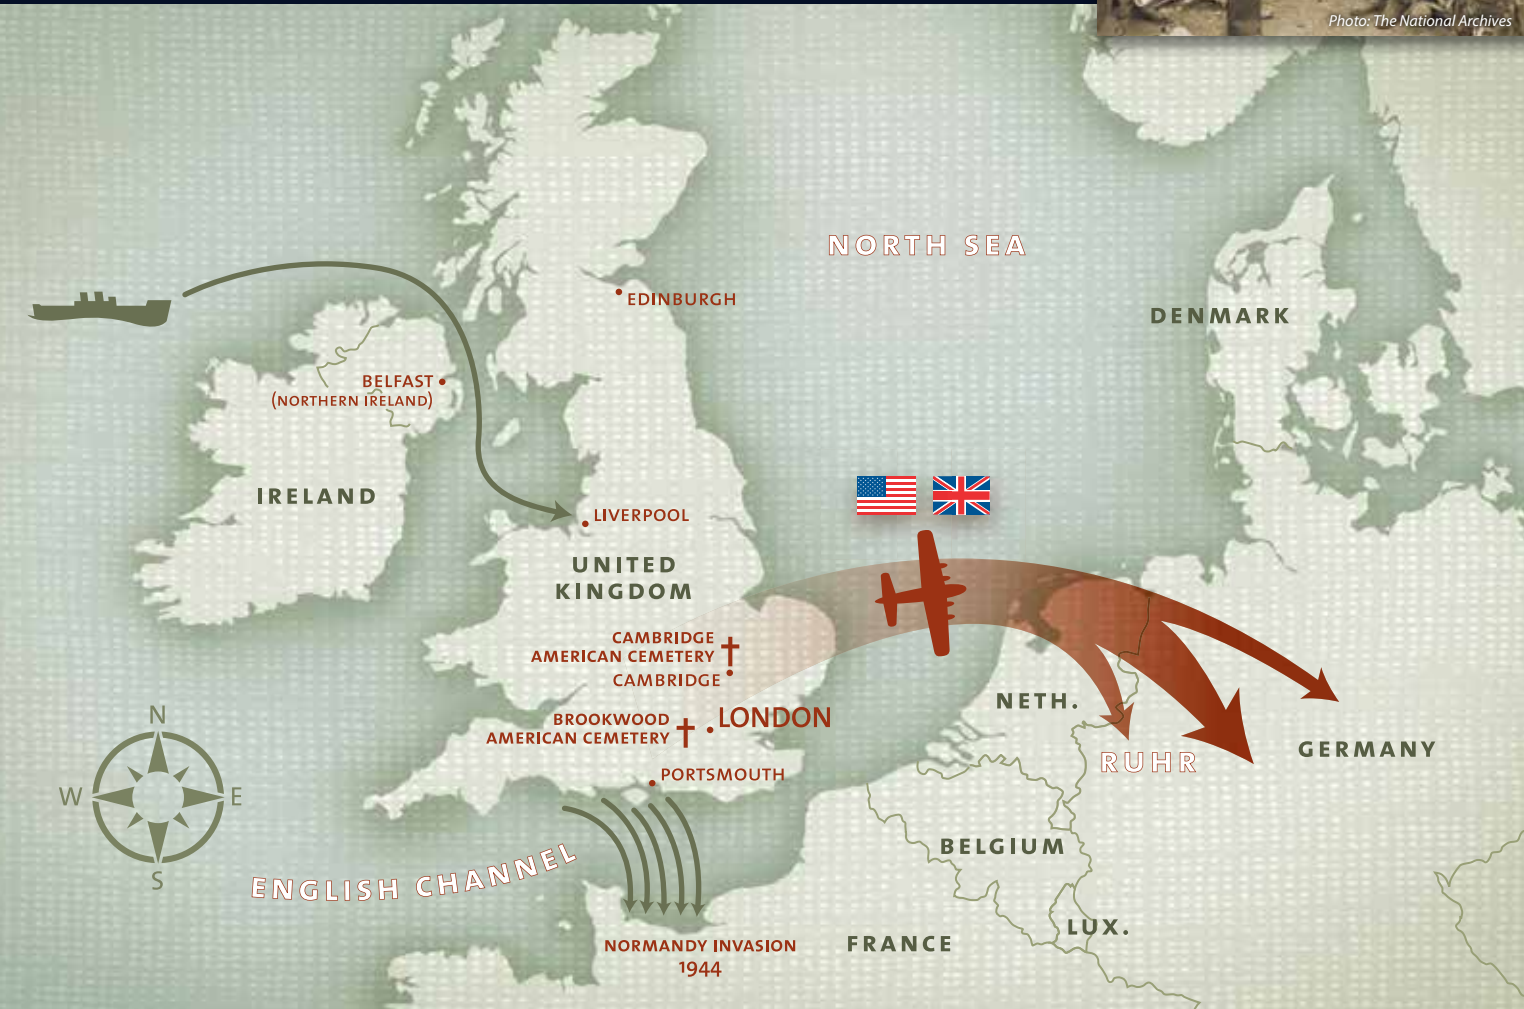 Photo: The National Archives
NORTH SEA
EDINBURGH
DENMARK
BELFAST
(NORTHERN IRELAND)
IRELAND
LIVERPOOL
UNITED
KINGDOM
CAMBRIDGE
AMERICAN CEMETERY
CAMBRIDGE
NETH.
BROOKWOOD
AMERICAN CEMETERY
LONDON
N
W
E
S
RUHR
GERMANY
PORTSMOUTH
BELGIUM
ENGLISH CHANNEL
LUX.
FRANCE
NORMANDY INVASION
1944